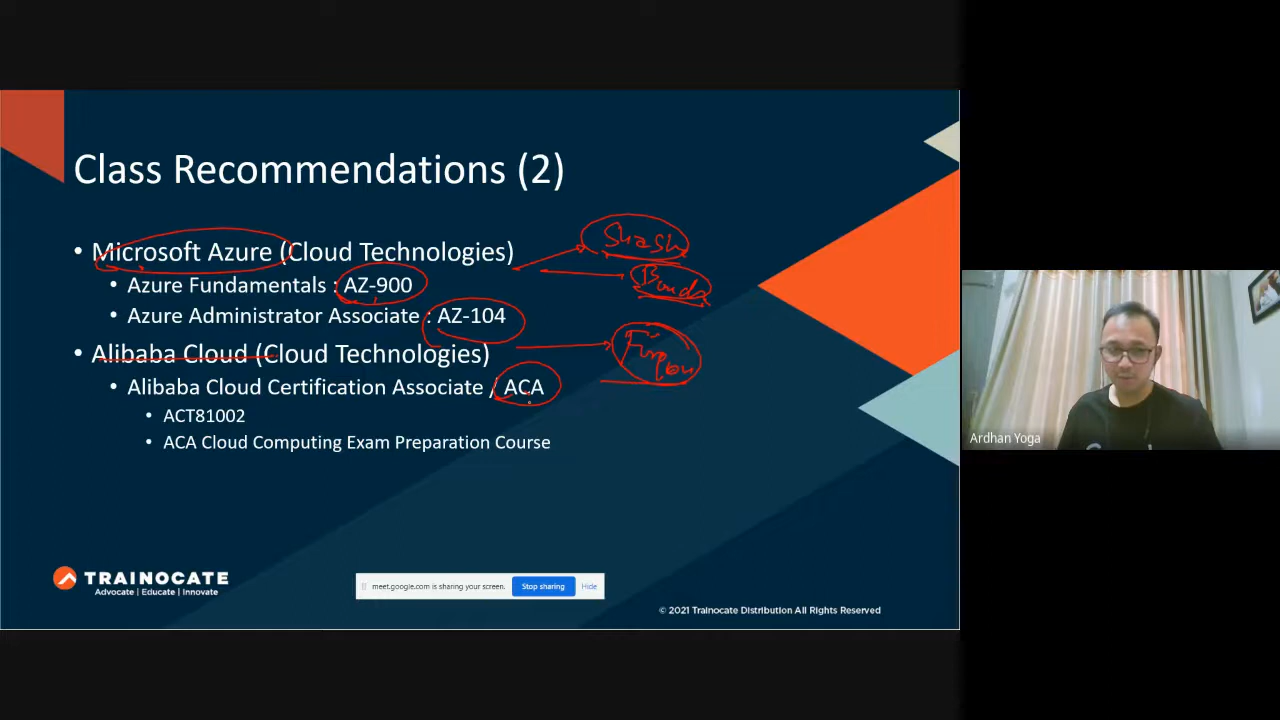 Class Recommendations (2)
• Microsoft Azure (Cloud Technologies)
Shash
• Azure Fundamentals : AZ-900
• Azure Administrator Associate : AZ-104
• Alibaba Cloud (Cloud Technologies)
• Alibaba Cloud Certification Associate / ACA
• ACT81002
• ACA Cloud Computing Exam Preparation Course
Ardhan Yoga
TRAINOCATE
Advocate | Educate | Innovate
meet.google.com is sharing your screen. Stop sharing Hide
© 2021 Trainocate Distribution All Rights Reserved